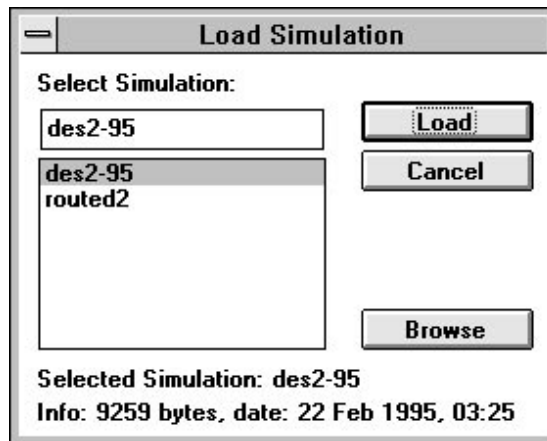 Load Simulation
Select Simulation:
des2-95
Load
des2-95
Cancel
routed2
Browse
Selected Simulation: des2-95
Info: 9259 bytes, date: 22 Feb 1995, 03:25